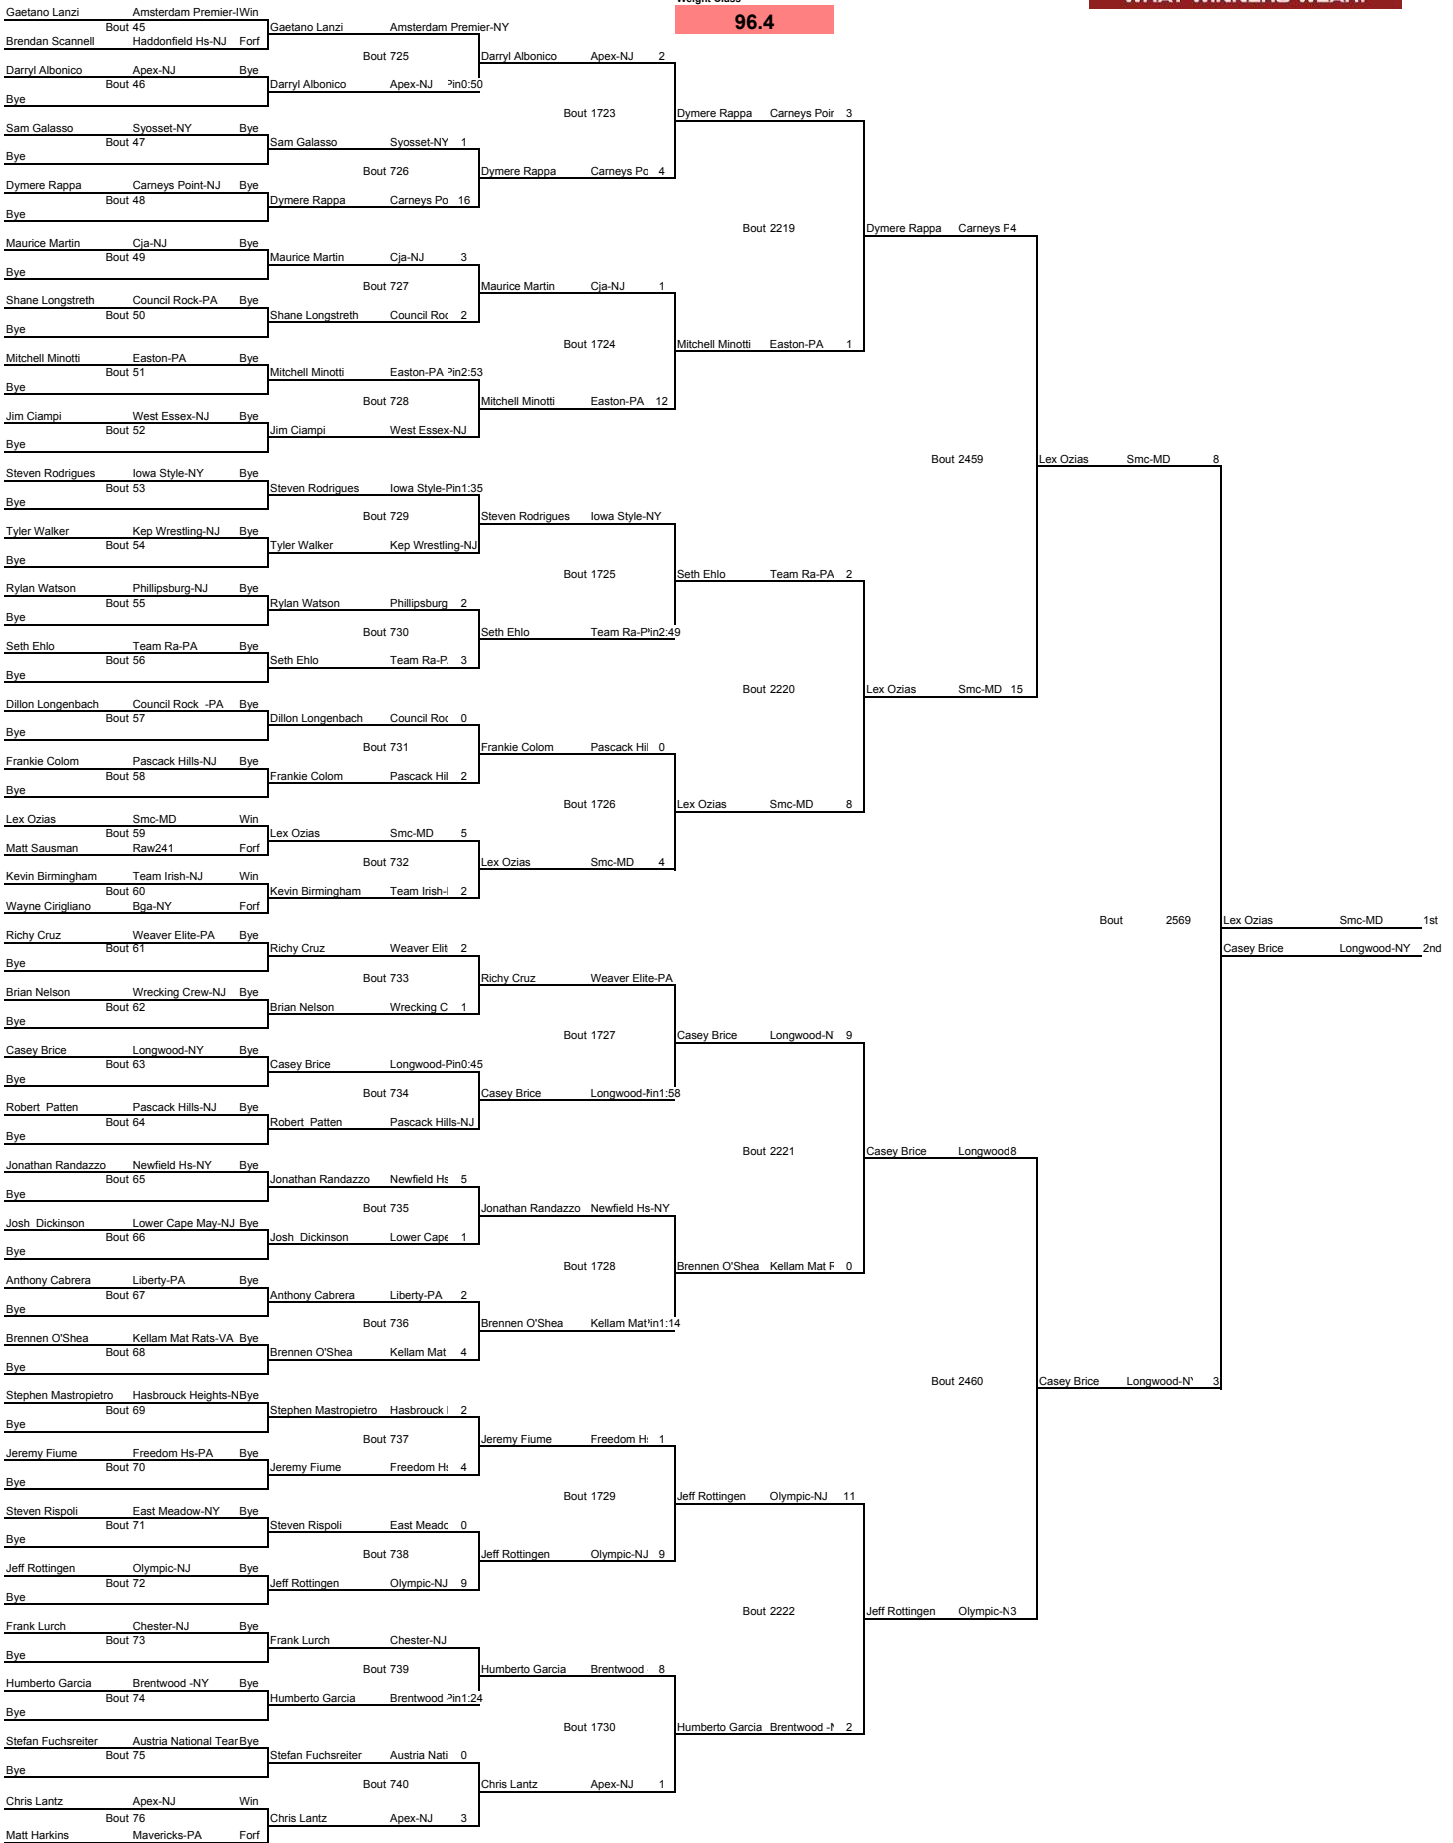 Weight Class
96.4
WHAT WINNERS WEAR!
Gaetano Lanzi Amsterdam Premier-I Win
Bout 45
Brendan Scannell Haddonfield Hs-NJ Forf
Darryl Albonico Apex-NJ Bye
Bout 46
Bye
Sam Galasso Syosset-NY Bye
Bout 47
Bye
Dymere Rappa Carneys Point-NJ Bye
Bout 48
Bye
Maurice Martin Cja-NJ Bye
Bout 49
Bye
Shane Longstreth Council Rock-PA Bye
Bout 50
Bye
Mitchell Minotti Easton-PA Bye
Bout 51
Bye
Jim Ciampi West Essex-NJ Bye
Bout 52
Bye
Steven Rodrigues Iowa Style-NY Bye
Bout 53
Bye
Tyler Walker Kep Wrestling-NJ Bye
Bout 54
Bye
Rylan Watson Phillipsburg-NJ Bye
Bout 55
Bye
Seth Ehlo Team Ra-PA Bye
Bout 56
Bye
Dillon Longenbach Council Rock -PA Bye
Bout 57
Bye
Frankie Colom Pascack Hills-NJ Bye
Bout 58
Bye
Lex Ozias Smc-MD Win
Bout 59
Matt Sausman Raw241 Forf
Kevin Birmingham Team Irish-NJ Win
Bout 60
Wayne Cirigliano Bga-NY Forf
Richy Cruz Weaver Elite-PA Bye
Bout 61
Bye
Brian Nelson Wrecking Crew-NJ Bye
Bout 62
Bye
Casey Brice Longwood-NY Bye
Bout 63
Bye
Robert Patten Pascack Hills-NJ Bye
Bout 64
Bye
Jonathan Randazzo Newfield Hs-NY Bye
Bout 65
Bye
Josh Dickinson Lower Cape May-NJ Bye
Bout 66
Bye
Anthony Cabrera Liberty-PA Bye
Bout 67
Bye
Brennen O'Shea Kellam Mat Rats-VA Bye
Bout 68
Bye
Stephen Mastropietro Hasbrouck Heights-N Bye
Bout 69
Bye
Jeremy Fiume Freedom Hs-PA Bye
Bout 70
Bye
Steven Rispoli East Meadow-NY Bye
Bout 71
Bye
Jeff Rottingen Olympic-NJ Bye
Bout 72
Bye
Frank Lurch Chester-NJ Bye
Bout 73
Bye
Humberto Garcia Brentwood -NY Bye
Bout 74
Bye
Stefan Fuchsreiter Austria National Tear Bye
Bout 75
Bye
Chris Lantz Apex-NJ Win
Bout 76
Matt Harkins Mavericks-PA Forf
Gaetano Lanzi Amsterdam Premier-NY
Bout 725
Darryl Albonico Apex-NJ Pin0:50
Sam Galasso Syosset-NY 1
Bout 726
Dymere Rappa Carneys Po 16
Maurice Martin Cja-NJ 3
Bout 727
Shane Longstreth Council Roc 2
Mitchell Minotti Easton-PA Pin2:53
Bout 728
Jim Ciampi West Essex-NJ
Steven Rodrigues Iowa Style-Pin1:35
Bout 729
Tyler Walker Kep Wrestling-NJ
Rylan Watson Phillipsburg 2
Bout 730
Seth Ehlo Team Ra-P. 3
Dillon Longenbach Council Roc 0
Bout 731
Frankie Colom Pascack Hil 2
Lex Ozias Smc-MD 5
Bout 732
Kevin Birmingham Team Irish- 2
Richy Cruz Weaver Elit 2
Bout 733
Brian Nelson Wrecking C 1
Casey Brice Longwood-Pin0:45
Bout 734
Robert Patten Pascack Hills-NJ
Jonathan Randazzo Newfield Hs 5
Bout 735
Josh Dickinson Lower Cape 1
Anthony Cabrera Liberty-PA 2
Bout 736
Brennen O'Shea Kellam Mat 4
Stephen Mastropietro Hasbrouck 2
Bout 737
Jeremy Fiume Freedom Hs 4
Steven Rispoli East Meadc 0
Bout 738
Jeff Rottingen Olympic-NJ 9
Frank Lurch Chester-NJ
Bout 739
Humberto Garcia Brentwood Pin1:24
Stefan Fuchsreiter Austria Nati 0
Bout 740
Chris Lantz Apex-NJ 3
Darryl Albonico Apex-NJ 2
Bout 1723
Dymere Rappa Carneys Pc 4
Maurice Martin Cja-NJ 1
Bout 1724
Mitchell Minotti Easton-PA 12
Steven Rodrigues Iowa Style-NY
Bout 1725
Seth Ehlo Team Ra-Pin2:49
Frankie Colom Pascack Hil 0
Bout 1726
Lex Ozias Smc-MD 4
Richy Cruz Weaver Elite-PA
Bout 1727
Casey Brice Longwood-Pin1:58
Jonathan Randazzo Newfield Hs-NY
Bout 1728
Brennen O'Shea Kellam Mat Pin1:14
Jeremy Fiume Freedom Hs 1
Bout 1729
Jeff Rottingen Olympic-NJ 9
Humberto Garcia Brentwood 8
Bout 1730
Chris Lantz Apex-NJ 1
Dymere Rappa Carneys Poir 3
Bout 2219
Mitchell Minotti Easton-PA 1
Seth Ehlo Team Ra-PA 2
Bout 2220
Lex Ozias Smc-MD 8
Casey Brice Longwood-N 9
Bout 2221
Brennen O'Shea Kellam Mat R 0
Jeff Rottingen Olympic-NJ 11
Bout 2222
Humberto Garcia Brentwood -N 2
Dymere Rappa Carneys F4
Bout 2459
Lex Ozias Smc-MD 15
Casey Brice Longwood8
Bout 2460
Jeff Rottingen Olympic-N3
Lex Ozias Smc-MD 8
Bout 2569
Casey Brice Longwood-N 3
Lex Ozias Smc-MD 1st
Casey Brice Longwood-NY 2nd